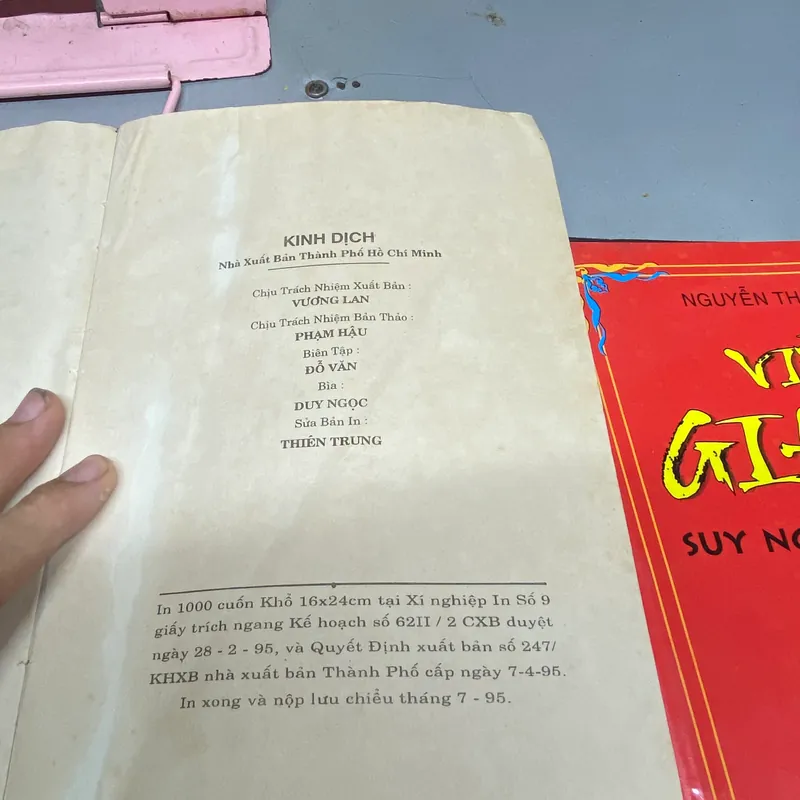 KINH DỊCH
Nhà Xuất Bản Thành Phố Hồ Chí Minh
Chịu Trách Nhiệm Xuất Bản :
VƯƠNG LAN
Chịu Trách Nhiệm Bản Thảo :
PHẠM HẬU
Biên Tập :
ĐỖ VĂN
Bìa :
DUY NGỌC
Sửa Bản In :
THIÊN TRUNG
In 1000 cuốn Khổ 16x24cm tại Xí nghiệp In Số 9
giấy trích ngang Kế hoạch số 62II / 2 CXB duyệt
ngày 28 - 2 - 95, và Quyết Định xuất bản số 247/
KHXB nhà xuất bản Thành Phố cấp ngày 7-4-95.
In xong và nộp lưu chiểu tháng 7 - 95.
NGUYỄN
SUY